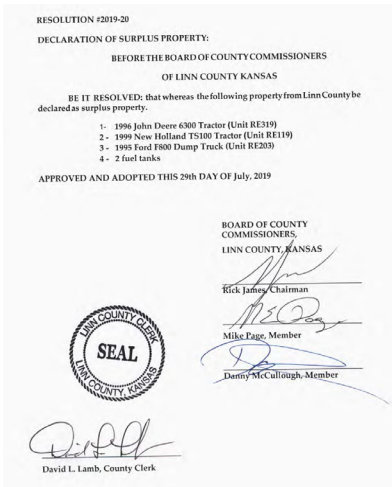 RESOLUTION #2019-20
DECLARATION OF SURPLUS PROPERTY:
BEFORE THE BOARD OF COUNTY COMMISSIONERS
OF LINN COUNTY KANSAS
BE IT RESOLVED: that whereas the following property from Linn County be
declared as surplus property.
1- 1996 John Deere 6300 Tractor (Unit RE319)
2 - 1999 New Holland TS100 Tractor (Unit RE119)
3 - 1995 Ford F800 Dump Truck (Unit RE203)
4 - 2 fuel tanks
APPROVED AND ADOPTED THIS 29th DAY OF July, 2019
BOARD OF COUNTY
COMMISSIONERS,
LINN COUNTY, KANSAS
Rick James, Chairman
Mike Page, Member
Danny McCullough, Member
LINN COUNTY CLERK
SEAL
LINN COUNTY, KANSAS
David L. Lamb, County Clerk